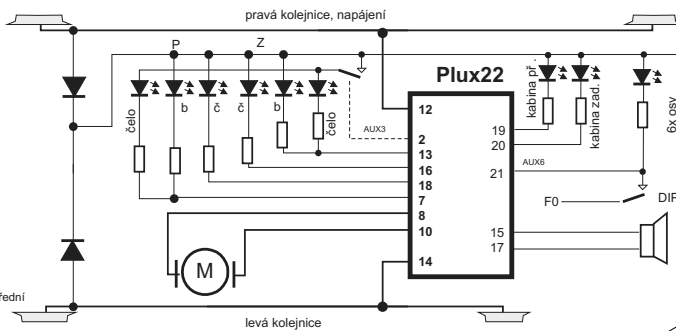 pravá kolejnice, napájení
P
Z
Plux22
čelo
b
č
č
b
čelo
AUX3
12
2
13
16
18
7
8
10
14
19
20
21
15
17
kabina př.
kabina zad.
6x osv
AUX6
F0
DIP
M
řední
levá kolejnice